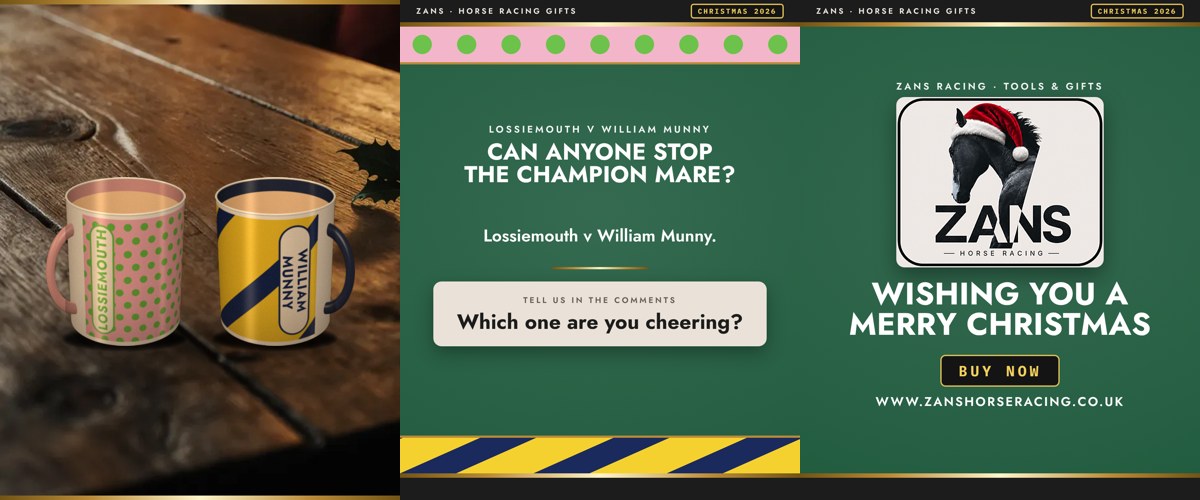 LOSSIEMOUTH
WILLIAM
MUNNY
ZANS · HORSE RACING GIFTS
CHRISTMAS 2026
LOSSIEMOUTH V WILLIAM MUNNY
CAN ANYONE STOP
THE CHAMPION MARE?
Lossiemouth v William Munny.
TELL US IN THE COMMENTS
Which one are you cheering?
ZANS · HORSE RACING GIFTS
CHRISTMAS 2026
ZANS RACING · TOOLS & GIFTS
ZANS
HORSE RACING
WISHING YOU A
MERRY CHRISTMAS
BUY NOW
WWW.ZANSHORSERACING.CO.UK